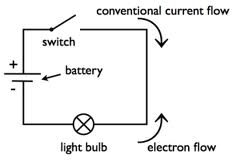 conventional current flow
switch
+
battery
-
light bulb
electron flow